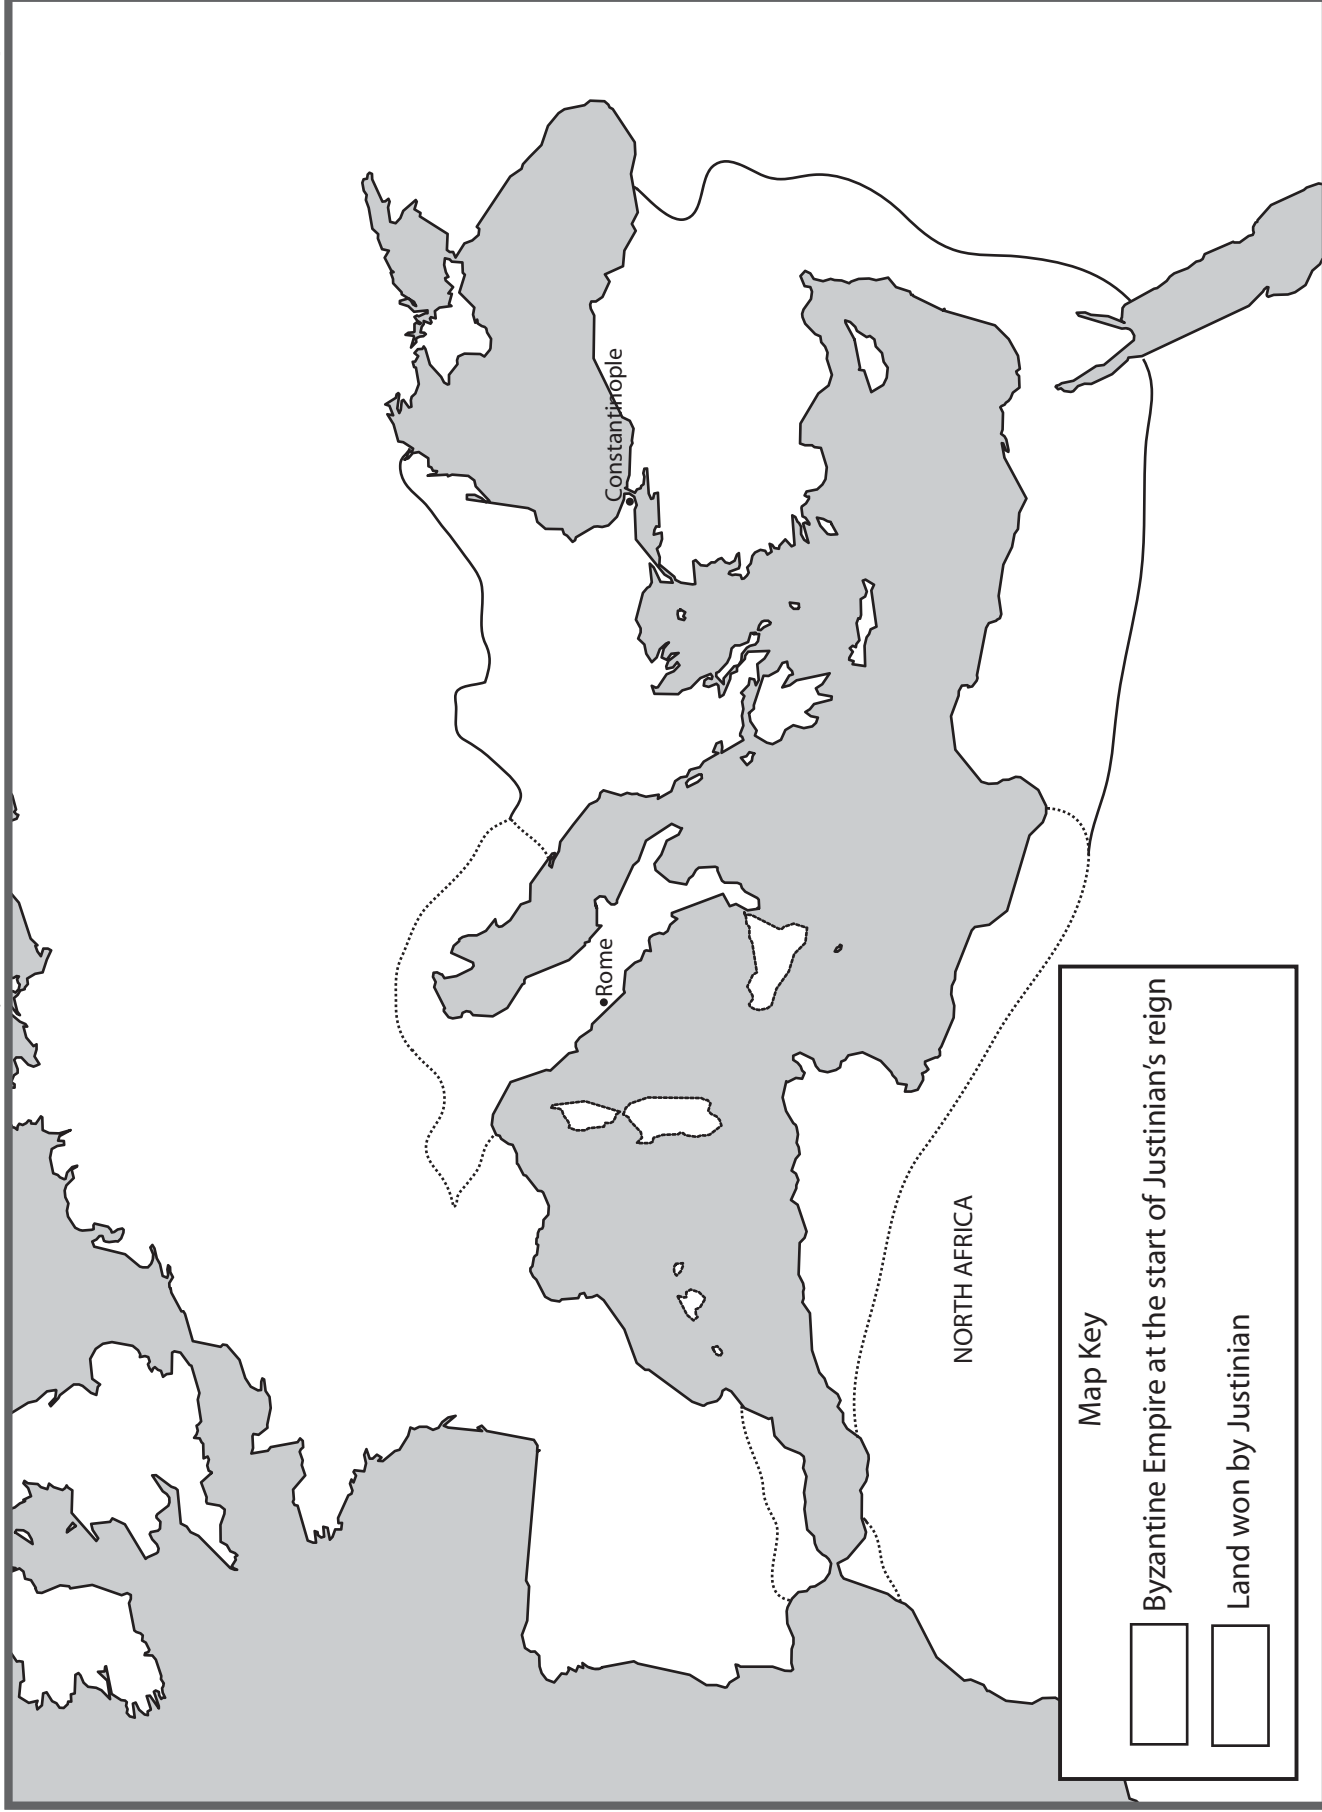 Constantinople
Rome
NORTH AFRICA
Map Key
Byzantine Empire at the start of Justinian's reign
Land won by Justinian